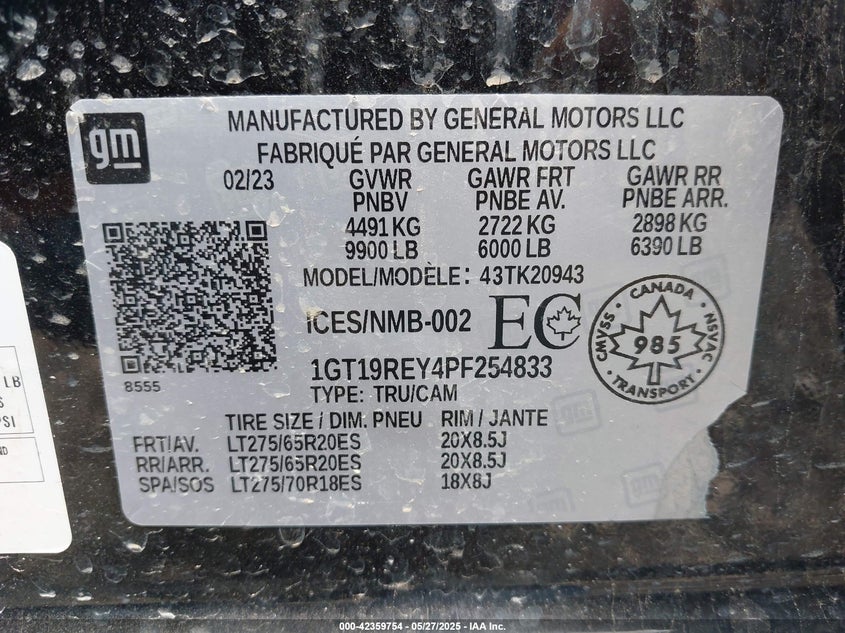 gm
MANUFACTURED BY GENERAL MOTORS LLC
FABRIQUÉ PAR GENERAL MOTORS LLC
02/23 GVWR GAWR FRT GAWR RR
PNBV PNBE AV. PNBE ARR.
4491 KG 2722 KG 2898 KG
9900 LB 6000 LB 6390 LB
MODEL/MODÈLE: 43TK20943
ICES/NMB-002 EC
CANADA
CMVSS • NSVAC
985
TRANSPORT
8555
1GT19REY4PF254833
TYPE: TRU/CAM
TIRE SIZE / DIM. PNEU RIM / JANTE
FRT/AV. LT275/65R20ES 20X8.5J
RR/ARR. LT275/65R20ES 20X8.5J
SPA/SOS LT275/70R18ES 18X8J
LB
S
PSI
ND
000-42359754 — 05/27/2025 — IAA Inc.